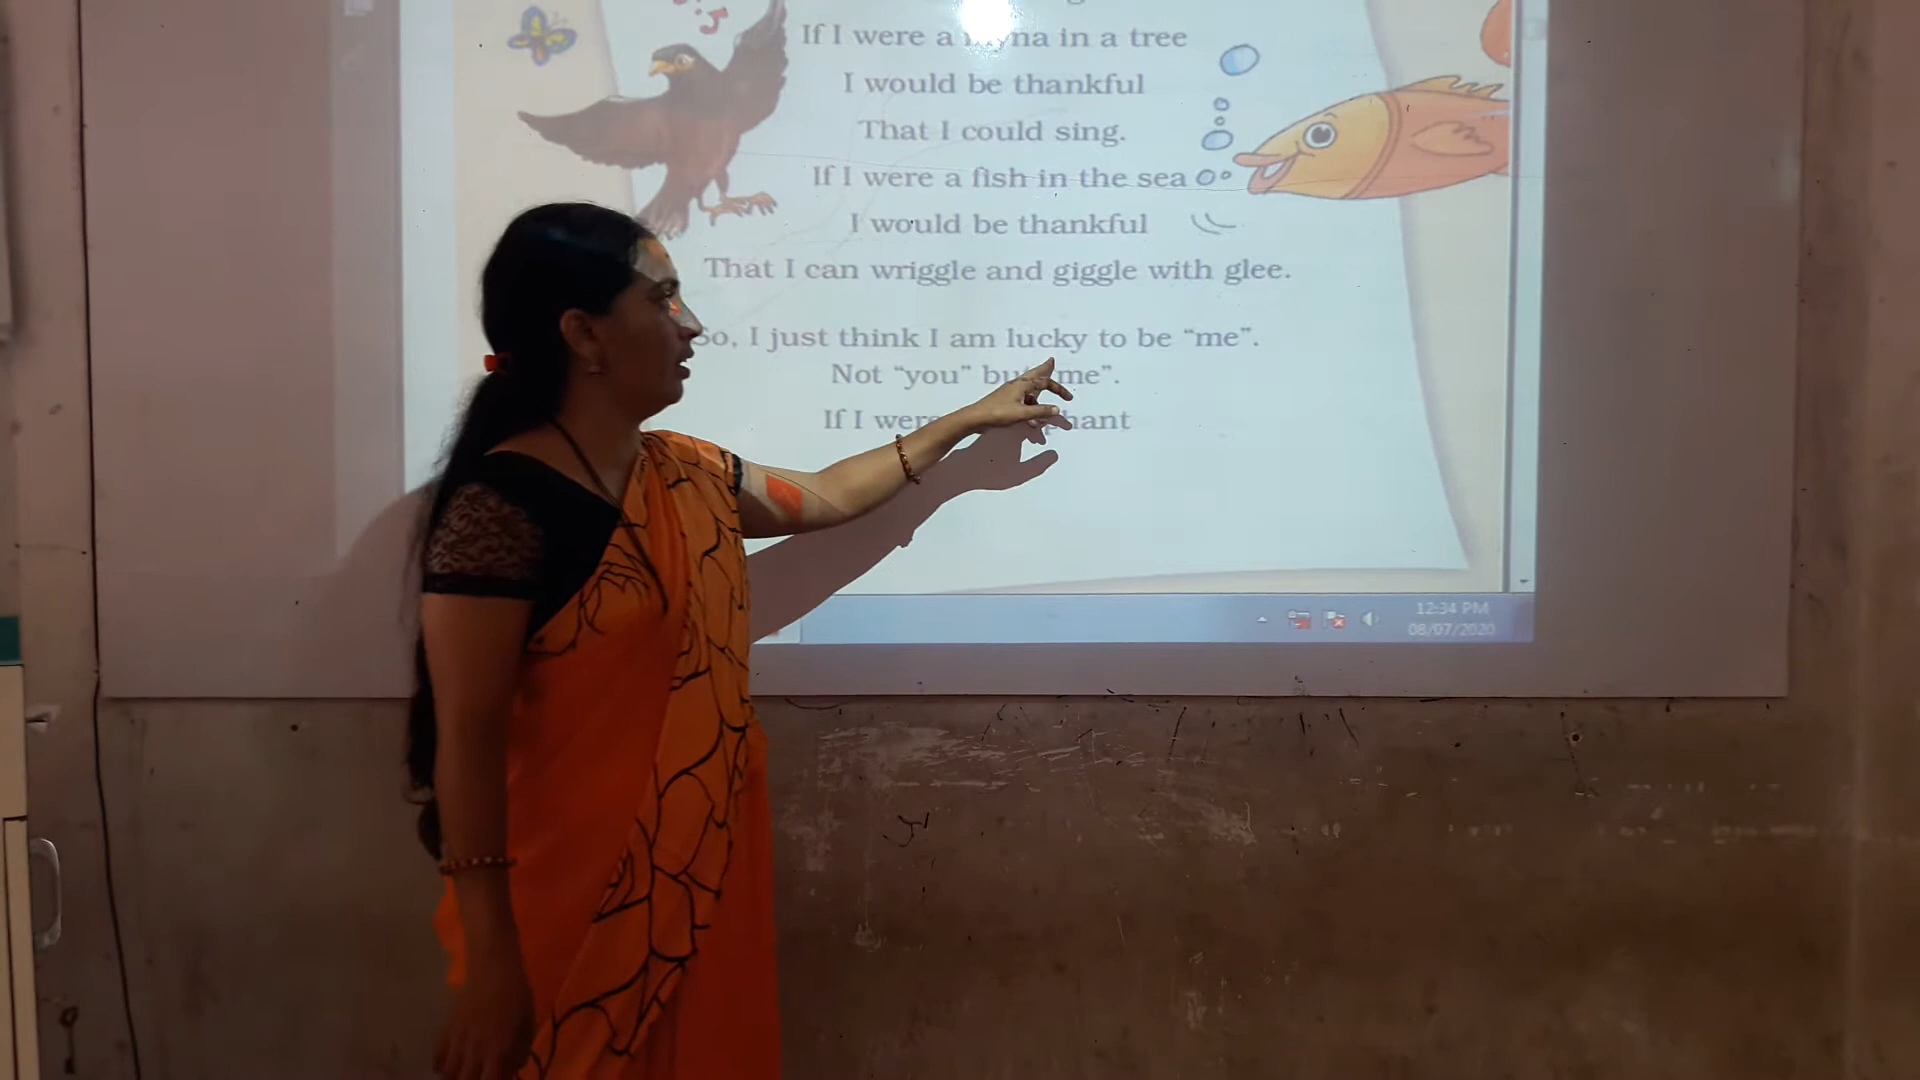 If I were a na in a tree
I would be thankful
That I could sing.
If I were a fish in the sea
I would be thankful
That I can wriggle and giggle with glee.
So, I just think I am lucky to be “me”.
Not “you” but me”.
If I were
12:34 PM
08/07/2020